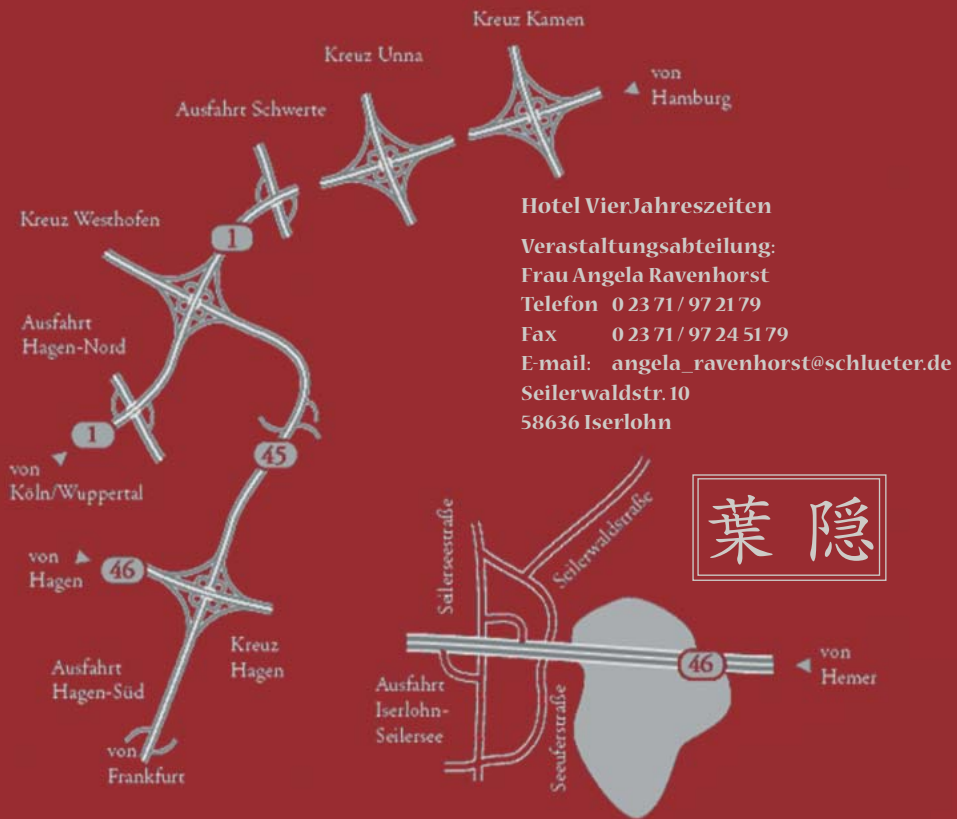 Kreuz Kamen
Kreuz Unna
von
Hamburg
Ausfahrt Schwerte
Kreuz Westhofen
1
Ausfahrt
Hagen-Nord
1
von
Köln/Wuppertal
45
von
Hagen
46
Kreuz
Hagen
Ausfahrt
Hagen-Süd
von
Frankfurt
Hotel VierJahreszeiten
Verastaltungsabteilung:
Frau Angela Ravenhorst
Telefon 0 23 71 / 97 21 79
Fax 0 23 71 / 97 24 51 79
E-mail: angela_ravenhorst@schlueter.de
Seilerwaldstr. 10
58636 Iserlohn
葉 隠
Seilerseestraße
Seilerwaldstraße
46
von
Hemer
Ausfahrt
Iserlohn-
Seilersee
Seeuferstraße